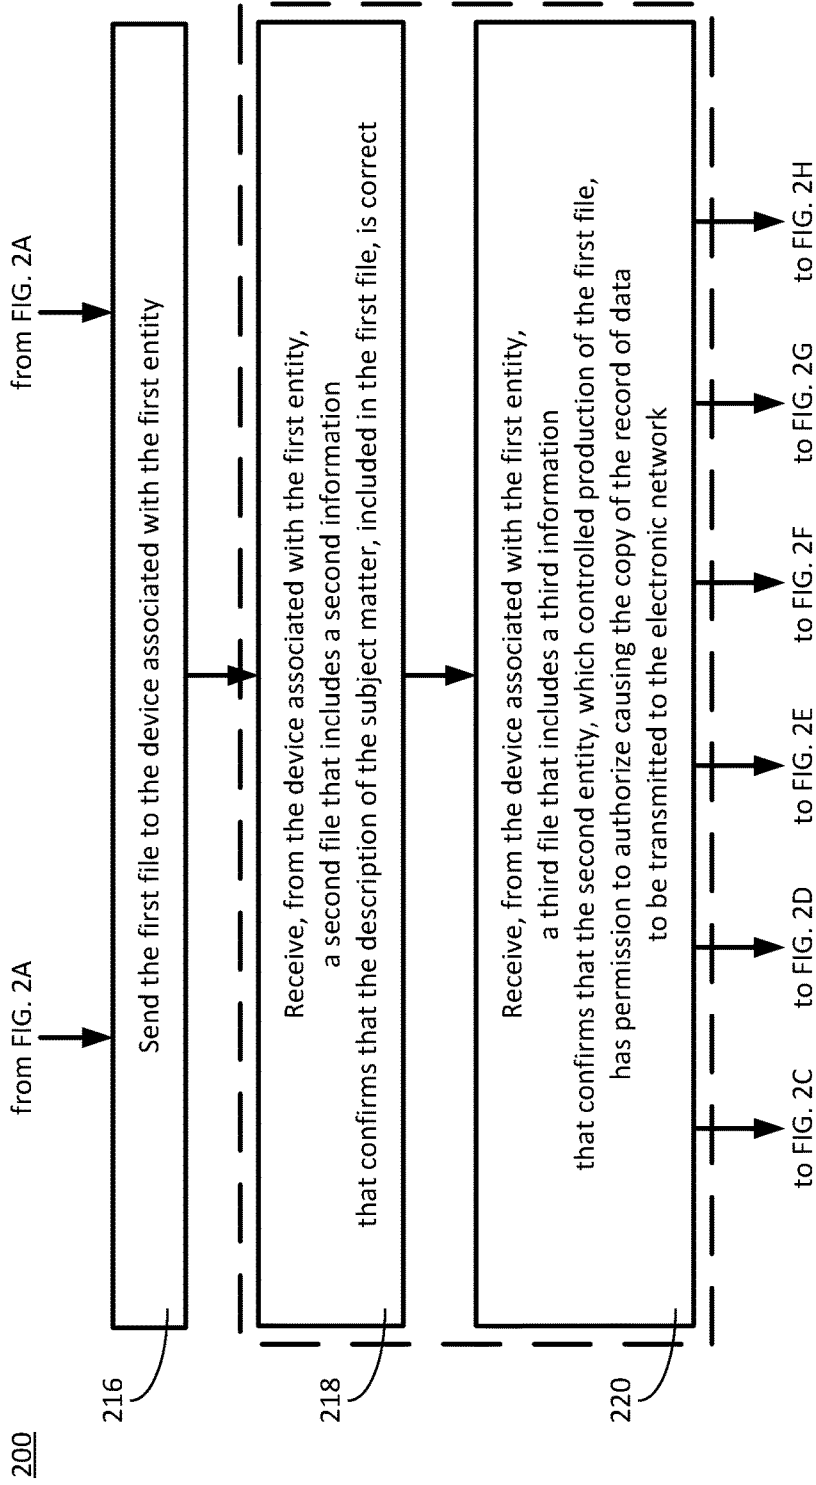 200
from FIG. 2A
from FIG. 2A
216
Send the first file to the device associated with the first entity
218
Receive, from the device associated with the first entity,
a second file that includes a second information
that confirms that the description of the subject matter, included in the first file, is correct
220
Receive, from the device associated with the first entity,
a third file that includes a third information
that confirms that the second entity, which controlled production of the first file,
has permission to authorize causing the copy of the record of data
to be transmitted to the electronic network
to FIG. 2C
to FIG. 2D
to FIG. 2E
to FIG. 2F
to FIG. 2G
to FIG. 2H